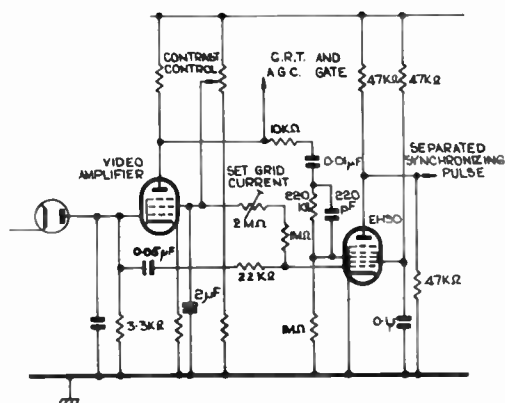 CONTRAST
CONTROL
C.R.T. AND
A.G.C. GATE
47KΩ
47KΩ
10KΩ
0.01μF
SEPARATED
SYNCHRONIZING
PULSE
VIDEO
AMPLIFIER
SET GRID
CURRENT
2MΩ
220
KΩ
220
pF
EH90
1MΩ
0.05μF
22KΩ
2μF
47KΩ
3.3KΩ
1MΩ
0.1μ